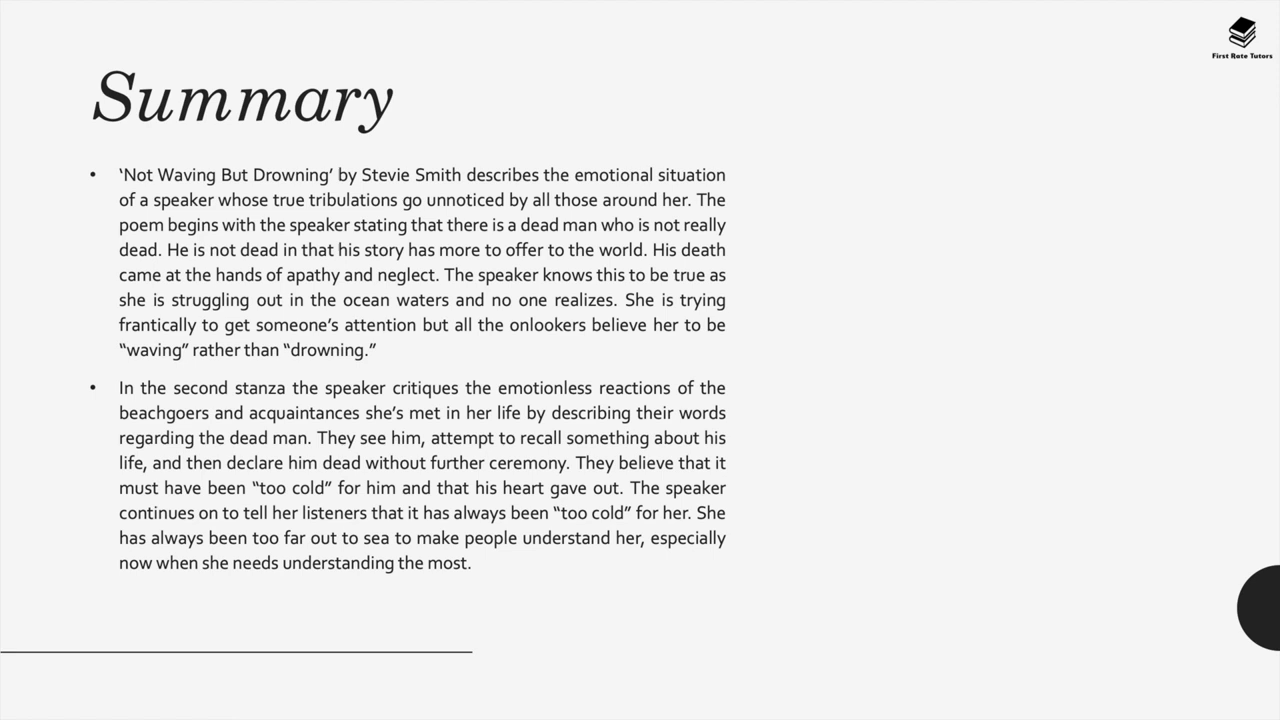 First Rate Tutors
Summary
• ‘Not Waving But Drowning’ by Stevie Smith describes the emotional situation
of a speaker whose true tribulations go unnoticed by all those around her. The
poem begins with the speaker stating that there is a dead man who is not really
dead. He is not dead in that his story has more to offer to the world. His death
came at the hands of apathy and neglect. The speaker knows this to be true as
she is struggling out in the ocean waters and no one realizes. She is trying
frantically to get someone’s attention but all the onlookers believe her to be
“waving” rather than “drowning.”
• In the second stanza the speaker critiques the emotionless reactions of the
beachgoers and acquaintances she’s met in her life by describing their words
regarding the dead man. They see him, attempt to recall something about his
life, and then declare him dead without further ceremony. They believe that it
must have been “too cold” for him and that his heart gave out. The speaker
continues on to tell her listeners that it has always been “too cold” for her. She
has always been too far out to sea to make people understand her, especially
now when she needs understanding the most.